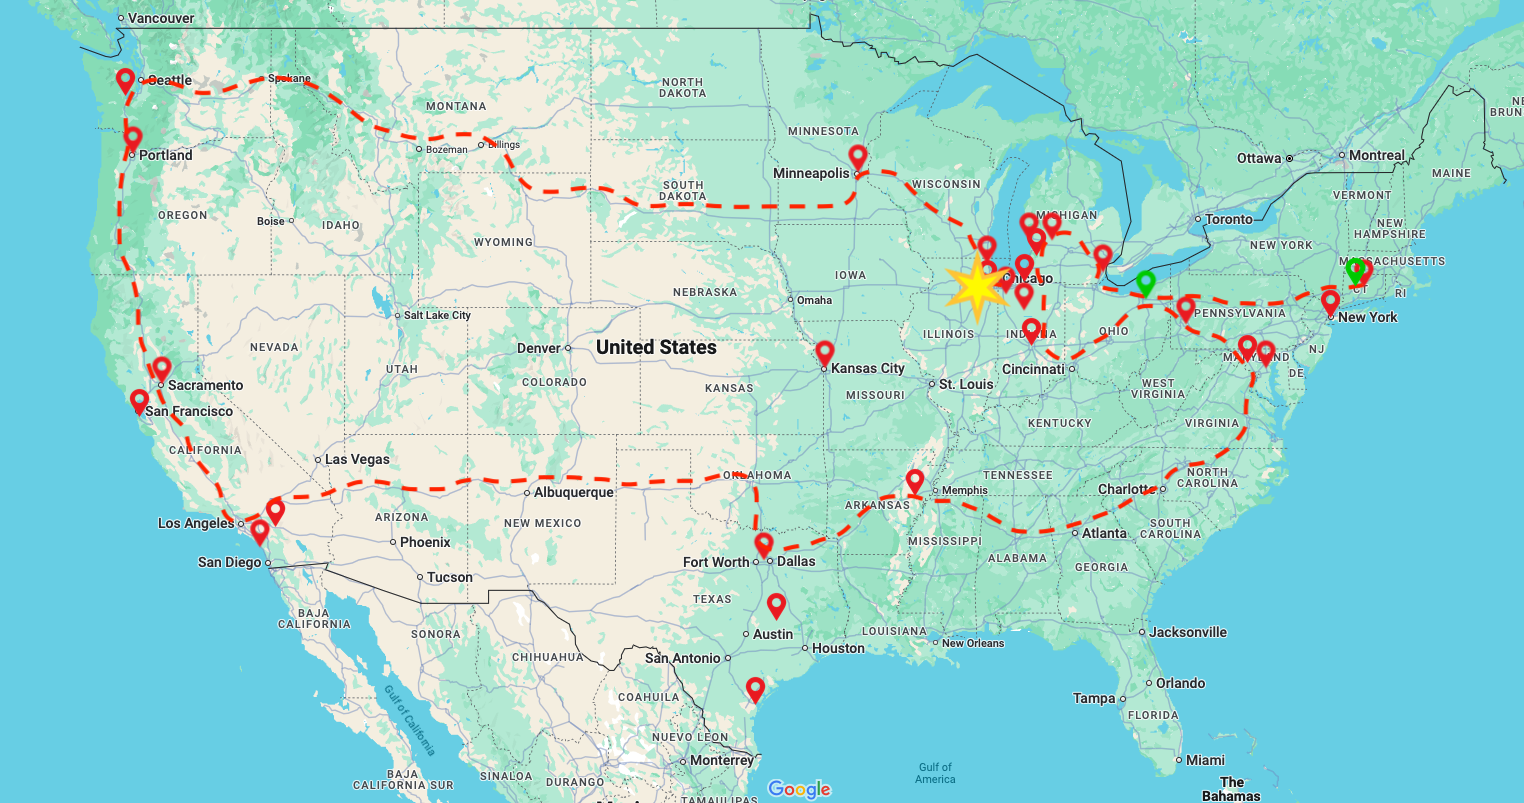 Vancouver
Seattle
Spokane
NORTH
DAKOTA
MONTANA
Bozeman
Billings
Portland
MINNESOTA
Minneapolis
WISCONSIN
MICHIGAN
Ottawa
Montreal
MAINE
NE
BRUN
VERMONT
Toronto
NEW
HAMPSHIRE
NEW YORK
MASSACHUSETTS
CT
RI
OREGON
Boise
IDAHO
SOUTH
DAKOTA
WYOMING
IOWA
Chicago
NEBRASKA
Omaha
Salt Lake City
ILLINOIS
INDIANA
OHIO
PENNSYLVANIA
New York
NEVADA
Denver
United States
UTAH
COLORADO
KANSAS
Kansas City
MISSOURI
St. Louis
Cincinnati
WEST
VIRGINIA
MARYLAND
NJ
DE
Sacramento
San Francisco
CALIFORNIA
KENTUCKY
VIRGINIA
Las Vegas
Albuquerque
OKLAHOMA
ARKANSAS
Memphis
TENNESSEE
Charlotte
NORTH
CAROLINA
Los Angeles
ARIZONA
NEW MEXICO
Phoenix
San Diego
Tucson
Fort Worth
Dallas
MISSISSIPPI
ALABAMA
Atlanta
SOUTH
CAROLINA
GEORGIA
TEXAS
Austin
LOUISIANA
New Orleans
Houston
San Antonio
Jacksonville
BAJA
CALIFORNIA
SONORA
CHIHUAHUA
COAHUILA
Gulf of California
NUEVO LEON
Monterrey
Orlando
Tampa
FLORIDA
Miami
BAJA
CALIFORNIA SUR
SINALOA
DURANGO
TAMAULIPAS
Google
Gulf of
America
The
Bahamas